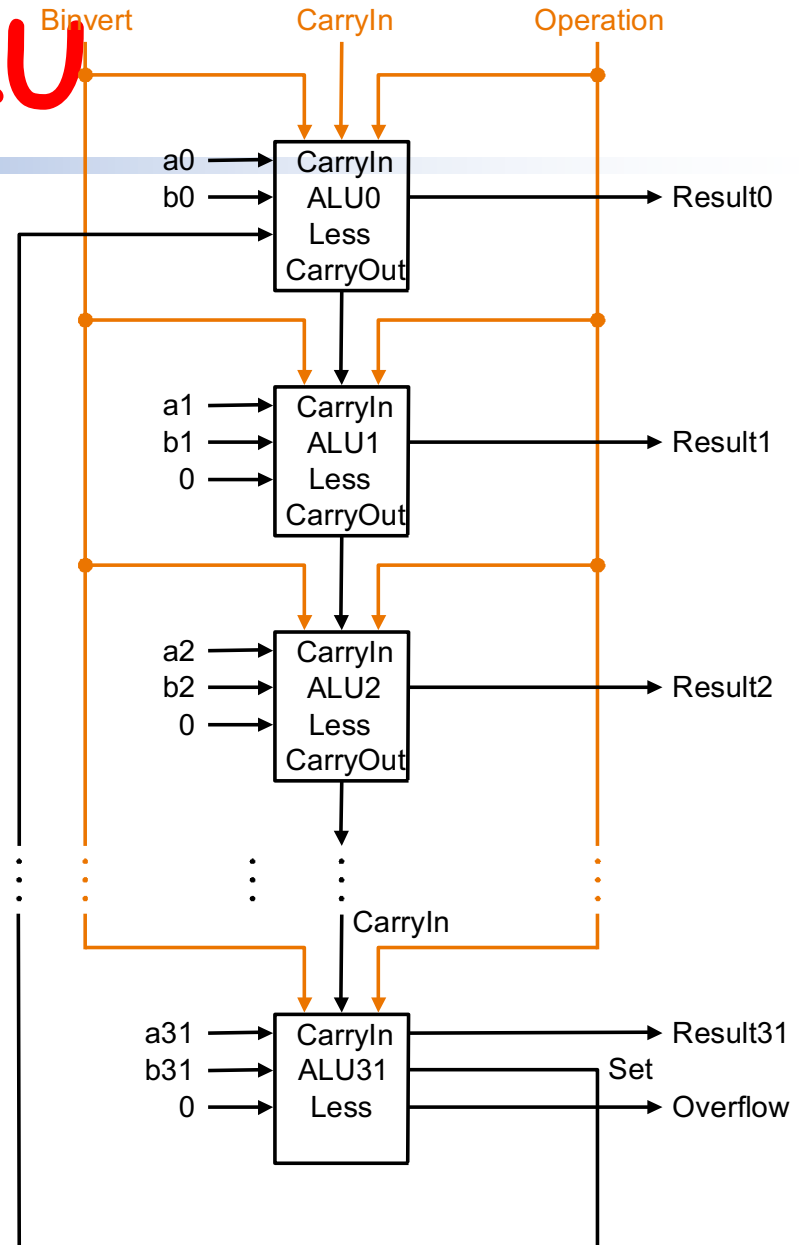 Binvert CarryIn Operation
U
a0 CarryIn
b0 ALU0 Result0
Less
CarryOut
a1 CarryIn
b1 ALU1 Result1
0 Less
CarryOut
a2 CarryIn
b2 ALU2 Result2
0 Less
CarryOut
CarryIn
a31 CarryIn Result31
b31 ALU31 Set
0 Less Overflow